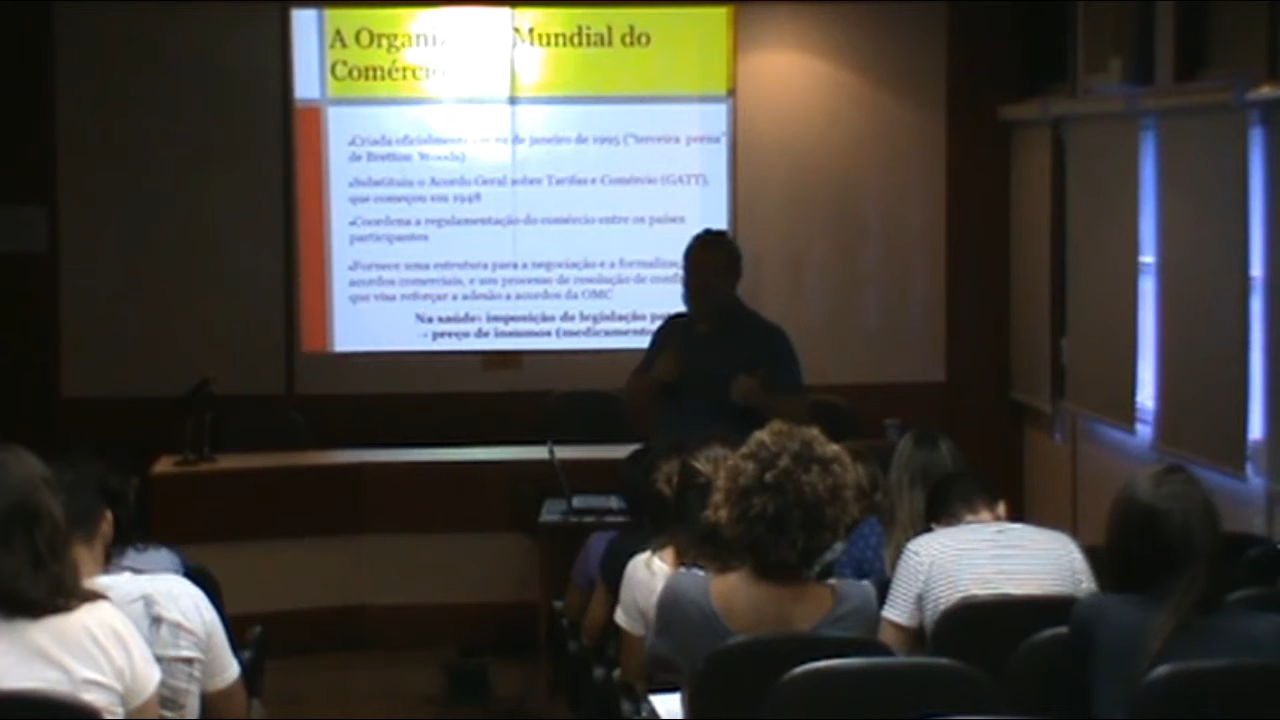 A Organi Mundial do
Comérci
•Criada oficialmente de janeiro de 1995 ("terceira perna"
de Bretton Woods)
•Substituiu o Acordo Geral sobre Tarifas e Comércio (GATT),
que começou em 1948
•Coordena a regulamentação do comércio entre os países
participantes
•Fornece uma estrutura para a negociação e a formaliza
acordos comerciais, e um processo de resolução de confl
que visa reforçar a adesão a acordos da OMC
Na saúde: imposição de legislação
→ preço de insumos (medicamento